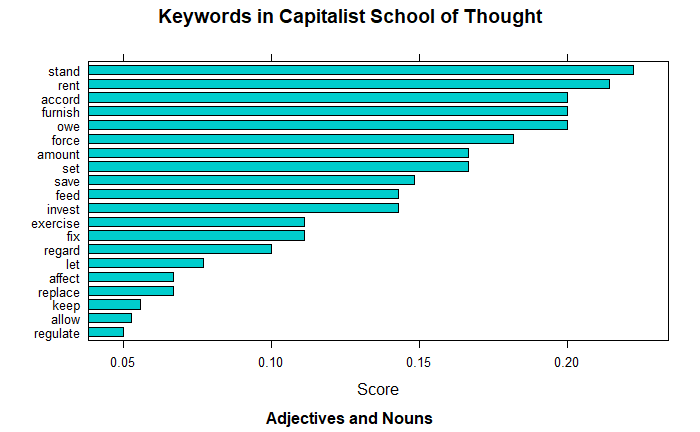 Keywords in Capitalist School of Thought
stand
rent
accord
furnish
owe
force
amount
set
save
feed
invest
exercise
fix
regard
let
affect
replace
keep
allow
regulate
0.05 0.10 0.15 0.20
Score
Adjectives and Nouns